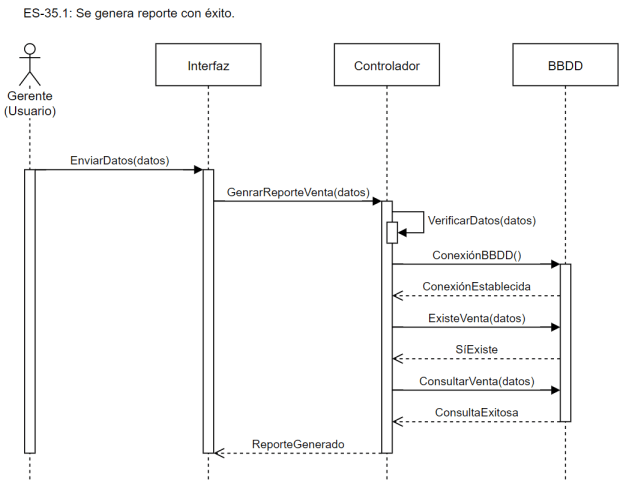 ES-35.1: Se genera reporte con éxito.
Interfaz
Controlador
BBDD
Gerente
(Usuario)
EnviarDatos(datos)
GenrarReporteVenta(datos)
VerificarDatos(datos)
ConexiónBBDD()
ConexiónEstablecida
ExisteVenta(datos)
SíExiste
ConsultarVenta(datos)
ConsultaExitosa
ReporteGenerado